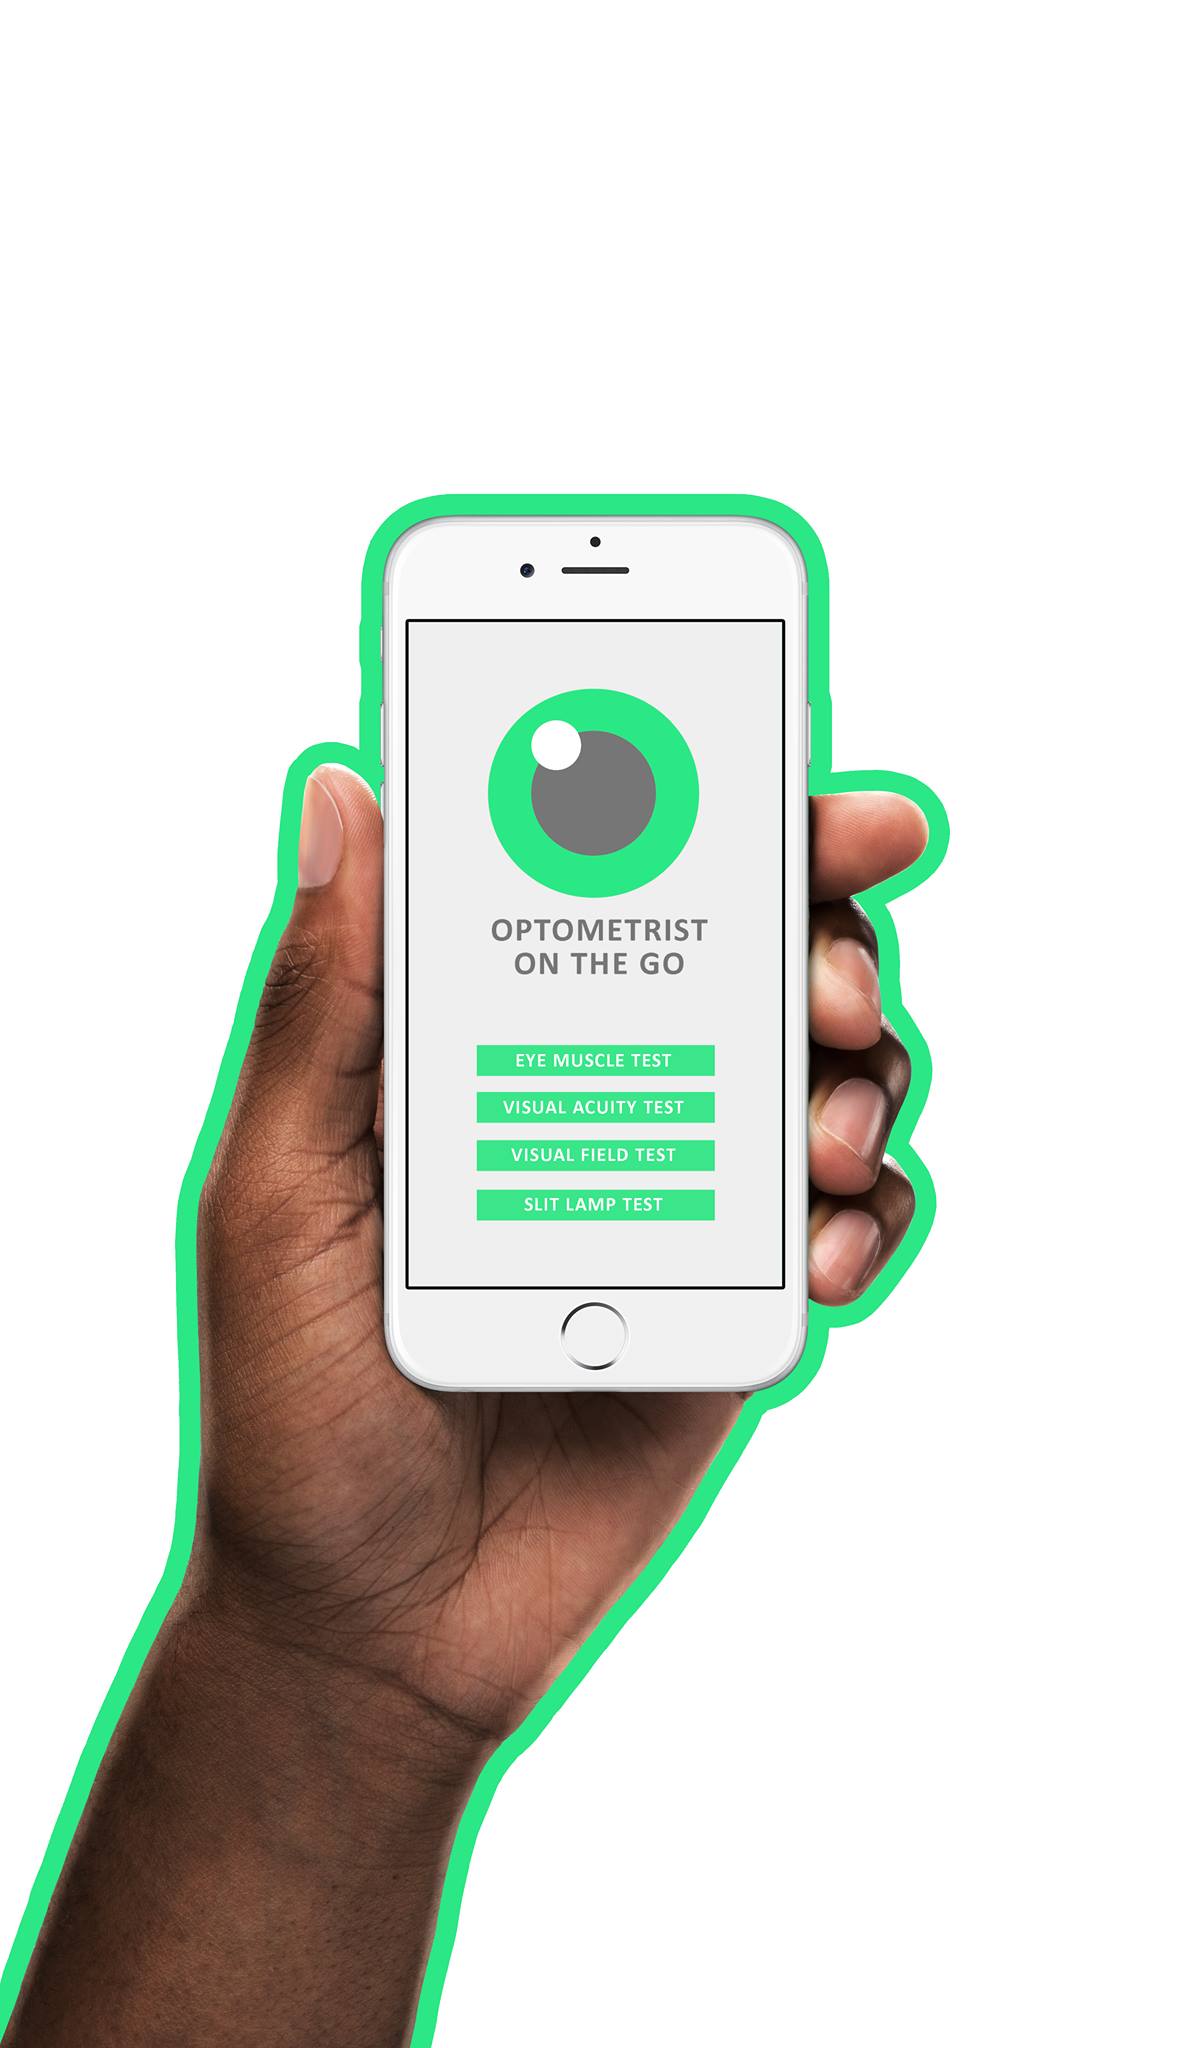 OPTOMETRIST
ON THE GO
EYE MUSCLE TEST
VISUAL ACUITY TEST
VISUAL FIELD TEST
SLIT LAMP TEST